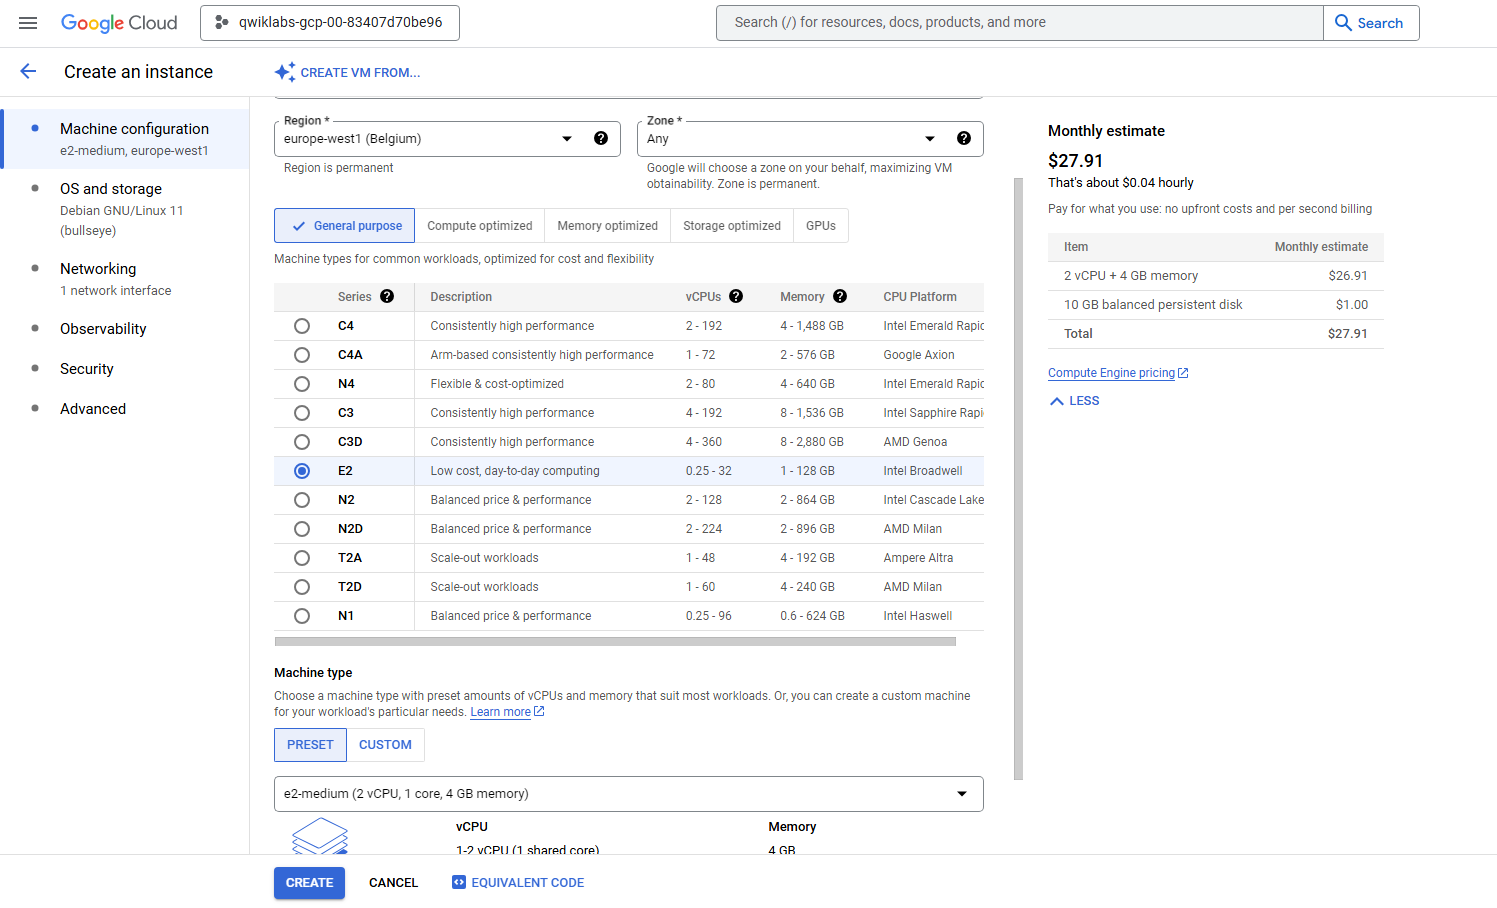 Google Cloud
qwiklabs-gcp-00-83407d70be96
Search (/) for resources, docs, products, and more
Search
Create an instance
CREATE VM FROM...
Machine configuration
e2-medium, europe-west1
OS and storage
Debian GNU/Linux 11
(bullseye)
Networking
1 network interface
Observability
Security
Advanced
Region *
europe-west1 (Belgium)
Region is permanent
Zone *
Any
Google will choose a zone on your behalf, maximizing VM
obtainability. Zone is permanent.
General purpose Compute optimized Memory optimized Storage optimized GPUs
Machine types for common workloads, optimized for cost and flexibility
Series Description vCPUs Memory CPU Platform
C4 Consistently high performance 2 - 192 4 - 1,488 GB Intel Emerald Rapid
C4A Arm-based consistently high performance 1 - 72 2 - 576 GB Google Axion
N4 Flexible & cost-optimized 2 - 80 4 - 640 GB Intel Emerald Rapid
C3 Consistently high performance 4 - 192 8 - 1,536 GB Intel Sapphire Rapi
C3D Consistently high performance 4 - 360 8 - 2,880 GB AMD Genoa
E2 Low cost, day-to-day computing 0.25 - 32 1 - 128 GB Intel Broadwell
N2 Balanced price & performance 2 - 128 2 - 864 GB Intel Cascade Lake
N2D Balanced price & performance 2 - 224 2 - 896 GB AMD Milan
T2A Scale-out workloads 1 - 48 4 - 192 GB Ampere Altra
T2D Scale-out workloads 1 - 60 4 - 240 GB AMD Milan
N1 Balanced price & performance 0.25 - 96 0.6 - 624 GB Intel Haswell
Machine type
Choose a machine type with preset amounts of vCPUs and memory that suit most workloads. Or, you can create a custom machine
for your workload's particular needs. Learn more
PRESET CUSTOM
e2-medium (2 vCPU, 1 core, 4 GB memory)
vCPU Memory
1-2 vCPU (1 shared core) 4 GB
CREATE CANCEL EQUIVALENT CODE
Monthly estimate
$27.91
That's about $0.04 hourly
Pay for what you use: no upfront costs and per second billing
Item Monthly estimate
2 vCPU + 4 GB memory $26.91
10 GB balanced persistent disk $1.00
Total $27.91
Compute Engine pricing
LESS